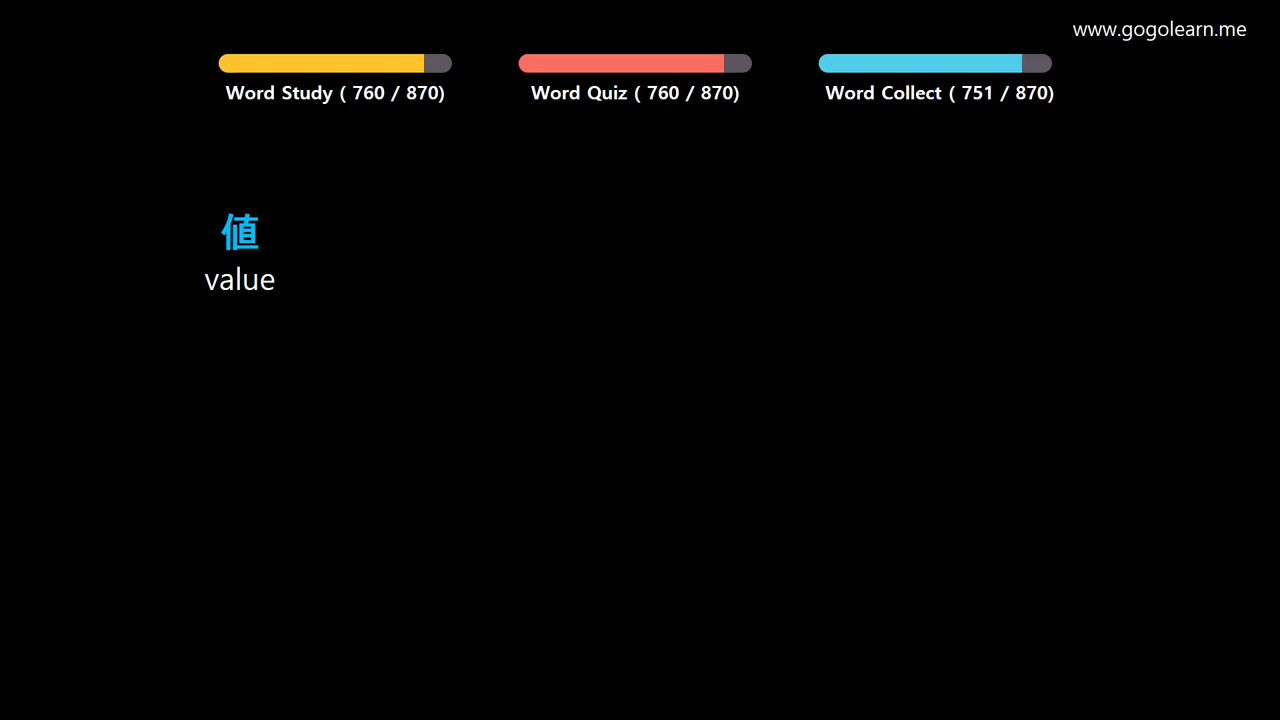 www.gogolearn.me
Word Study ( 760 / 870)
Word Quiz ( 760 / 870)
Word Collect ( 751 / 870)
値
value